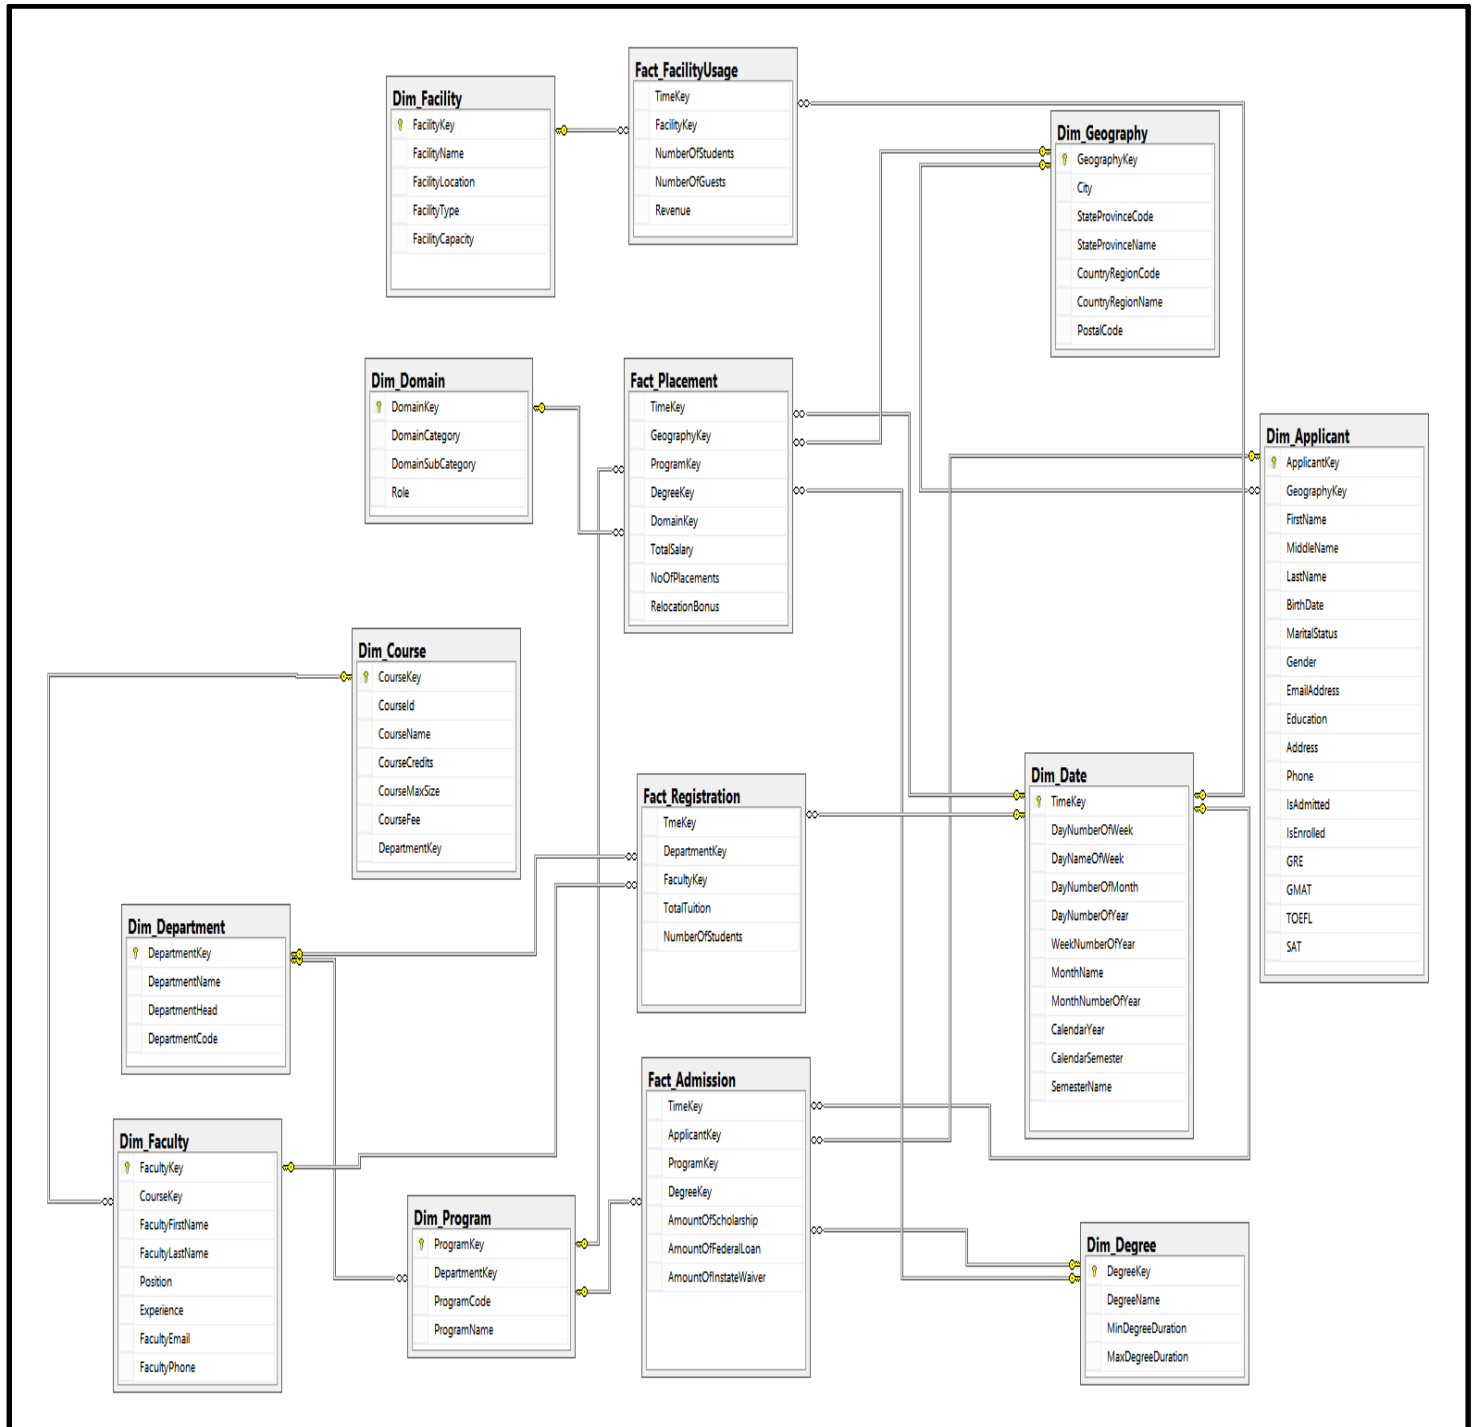 Dim_Facility
FacilityKey
FacilityName
FacilityLocation
FacilityType
FacilityCapacity
Fact_FacilityUsage
TimeKey
FacilityKey
NumberOfStudents
NumberOfGuests
Revenue
Dim_Geography
GeographyKey
City
StateProvinceCode
StateProvinceName
CountryRegionCode
CountryRegionName
PostalCode
Dim_Domain
DomainKey
DomainCategory
DomainSubCategory
Role
Fact_Placement
TimeKey
GeographyKey
ProgramKey
DegreeKey
DomainKey
TotalSalary
NoOfPlacements
RelocationBonus
Dim_Applicant
ApplicantKey
GeographyKey
FirstName
MiddleName
LastName
BirthDate
MaritalStatus
Gender
EmailAddress
Education
Address
Phone
IsAdmitted
IsEnrolled
GRE
GMAT
TOEFL
SAT
Dim_Course
CourseKey
CourseId
CourseName
CourseCredits
CourseMaxSize
CourseFee
DepartmentKey
Fact_Registration
TmeKey
DepartmentKey
FacultyKey
TotalTuition
NumberOfStudents
Dim_Date
TimeKey
DayNumberOfWeek
DayNameOfWeek
DayNumberOfMonth
DayNumberOfYear
WeekNumberOfYear
MonthName
MonthNumberOfYear
CalendarYear
CalendarSemester
SemesterName
Dim_Department
DepartmentKey
DepartmentName
DepartmentHead
DepartmentCode
Fact_Admission
TimeKey
ApplicantKey
ProgramKey
DegreeKey
AmountOfScholarship
AmountOfFederalLoan
AmountOfInstateWaiver
Dim_Faculty
FacultyKey
CourseKey
FacultyFirstName
FacultyLastName
Position
Experience
FacultyEmail
FacultyPhone
Dim_Program
ProgramKey
DepartmentKey
ProgramCode
ProgramName
Dim_Degree
DegreeKey
DegreeName
MinDegreeDuration
MaxDegreeDuration